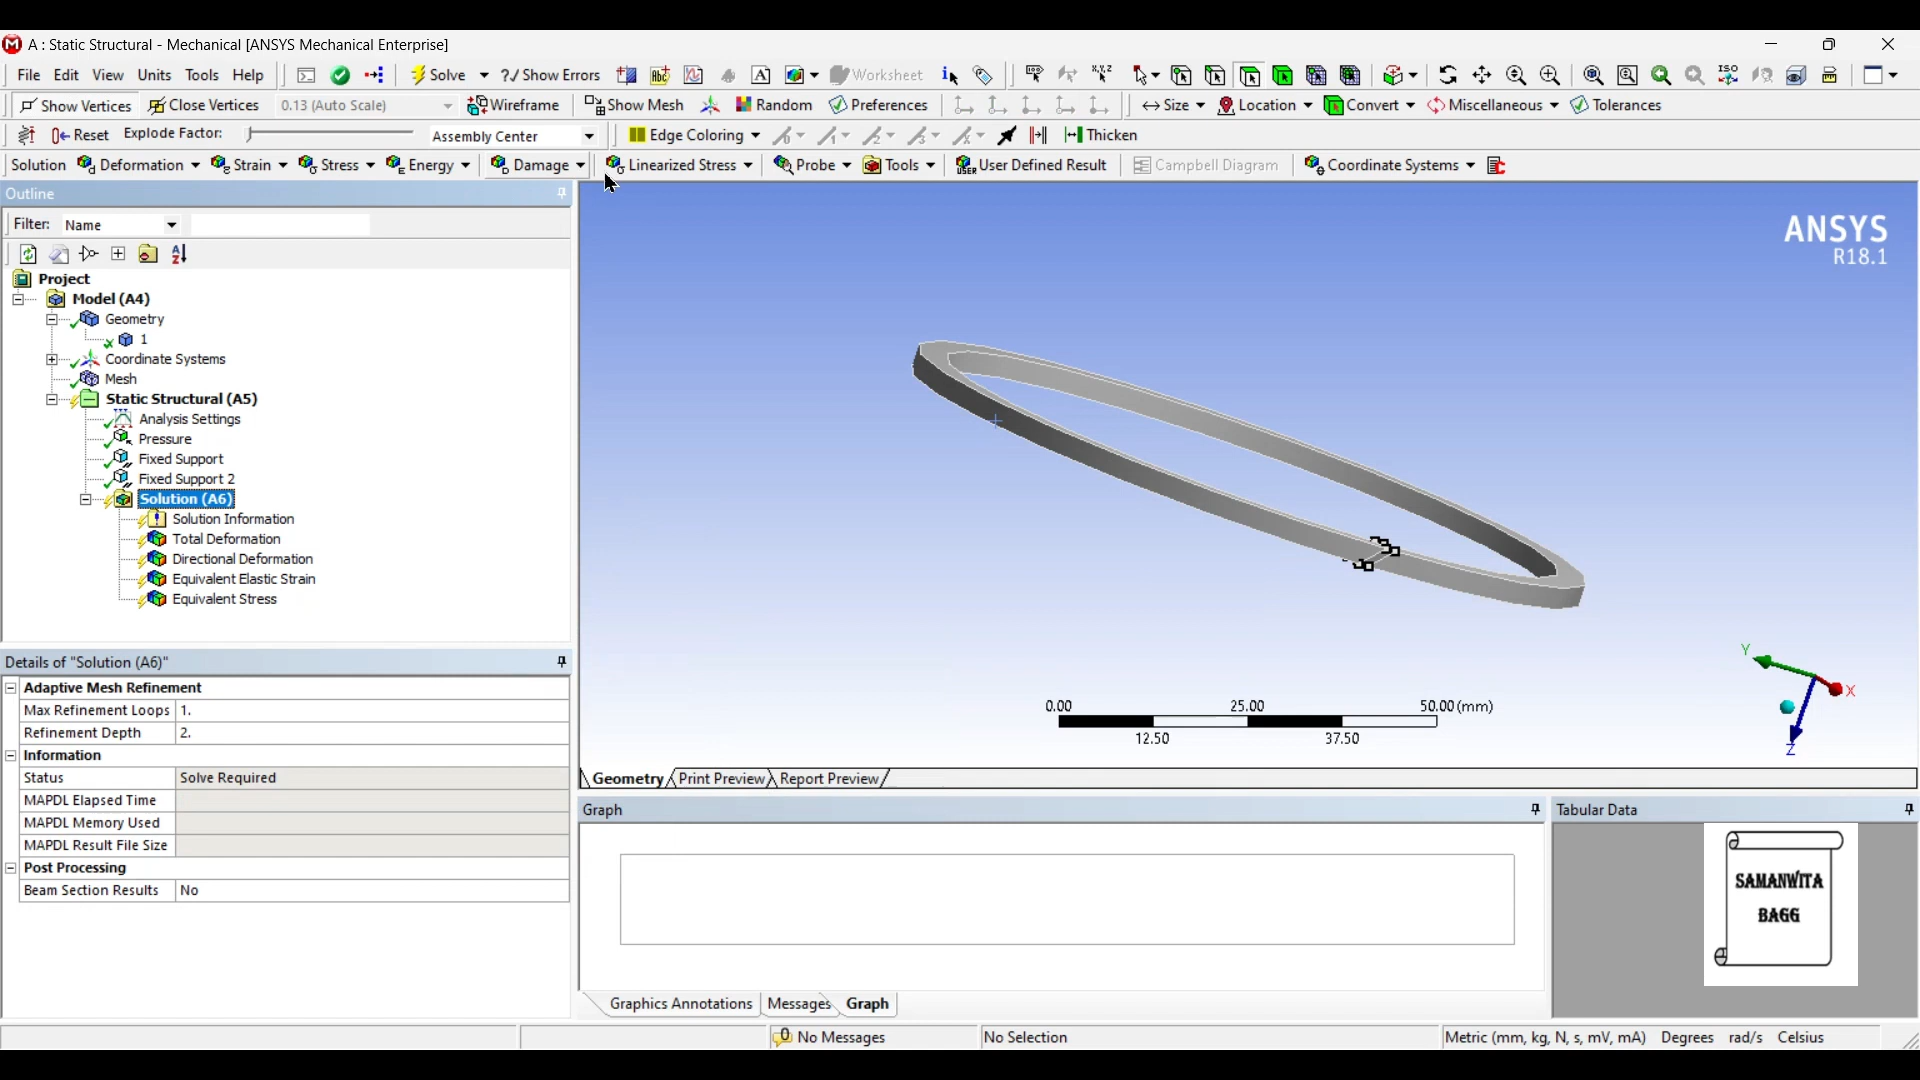 A : Static Structural - Mechanical [ANSYS Mechanical Enterprise]
File Edit View Units Tools Help Solve ?/ Show Errors Worksheet
Show Vertices Close Vertices 0.13 (Auto Scale) Wireframe Show Mesh Random Preferences Size Location Convert Miscellaneous Tolerances
Reset Explode Factor: Assembly Center Edge Coloring Thicken
Solution Deformation Strain Stress Energy Damage Linearized Stress Probe Tools User Defined Result Campbell Diagram Coordinate Systems
Outline
Filter: Name
Project
Model (A4)
Geometry
1
Coordinate Systems
Mesh
Static Structural (A5)
Analysis Settings
Pressure
Fixed Support
Fixed Support 2
Solution (A6)
Solution Information
Total Deformation
Directional Deformation
Equivalent Elastic Strain
Equivalent Stress
Details of "Solution (A6)"
Adaptive Mesh Refinement
Max Refinement Loops 1.
Refinement Depth 2.
Information
Status Solve Required
MAPDL Elapsed Time
MAPDL Memory Used
MAPDL Result File Size
Post Processing
Beam Section Results No
ANSYS
R18.1
Y
X
Z
0.00 25.00 50.00 (mm)
12.50 37.50
Geometry Print Preview Report Preview
Graph
Tabular Data
SAMANWITA
BAGG
Graphics Annotations Messages Graph
No Messages No Selection Metric (mm, kg, N, s, mV, mA) Degrees rad/s Celsius